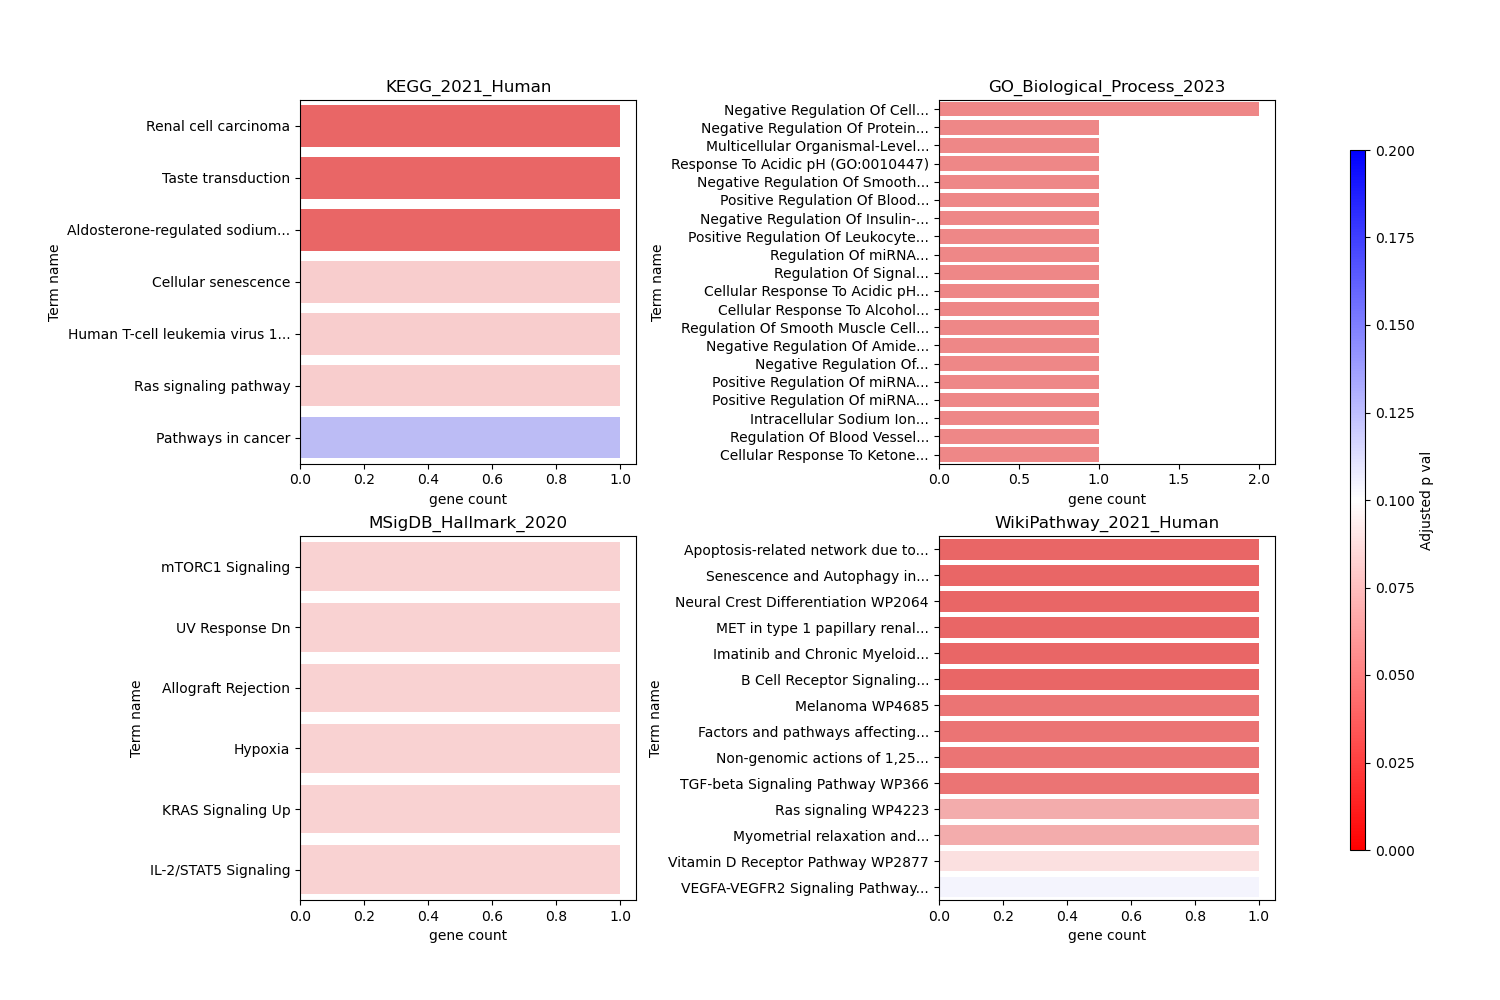 KEGG_2021_Human
Term name
Renal cell carcinoma
Taste transduction
Aldosterone-regulated sodium...
Cellular senescence
Human T-cell leukemia virus 1...
Ras signaling pathway
Pathways in cancer
0.0 0.2 0.4 0.6 0.8 1.0
gene count
GO_Biological_Process_2023
Term name
Negative Regulation Of Cell...
Negative Regulation Of Protein...
Multicellular Organismal-Level...
Response To Acidic pH (GO:0010447)
Negative Regulation Of Smooth...
Positive Regulation Of Blood...
Negative Regulation Of Insulin-...
Positive Regulation Of Leukocyte...
Regulation Of miRNA...
Regulation Of Signal...
Cellular Response To Acidic pH...
Cellular Response To Alcohol...
Regulation Of Smooth Muscle Cell...
Negative Regulation Of Amide...
Negative Regulation Of...
Positive Regulation Of miRNA...
Positive Regulation Of miRNA...
Intracellular Sodium Ion...
Regulation Of Blood Vessel...
Cellular Response To Ketone...
0.0 0.5 1.0 1.5 2.0
gene count
MSigDB_Hallmark_2020
Term name
mTORC1 Signaling
UV Response Dn
Allograft Rejection
Hypoxia
KRAS Signaling Up
IL-2/STAT5 Signaling
0.0 0.2 0.4 0.6 0.8 1.0
gene count
WikiPathway_2021_Human
Term name
Apoptosis-related network due to...
Senescence and Autophagy in...
Neural Crest Differentiation WP2064
MET in type 1 papillary renal...
Imatinib and Chronic Myeloid...
B Cell Receptor Signaling...
Melanoma WP4685
Factors and pathways affecting...
Non-genomic actions of 1,25...
TGF-beta Signaling Pathway WP366
Ras signaling WP4223
Myometrial relaxation and...
Vitamin D Receptor Pathway WP2877
VEGFA-VEGFR2 Signaling Pathway...
0.0 0.2 0.4 0.6 0.8 1.0
gene count
0.200
0.175
0.150
0.125
0.100
0.075
0.050
0.025
0.000
Adjusted p val